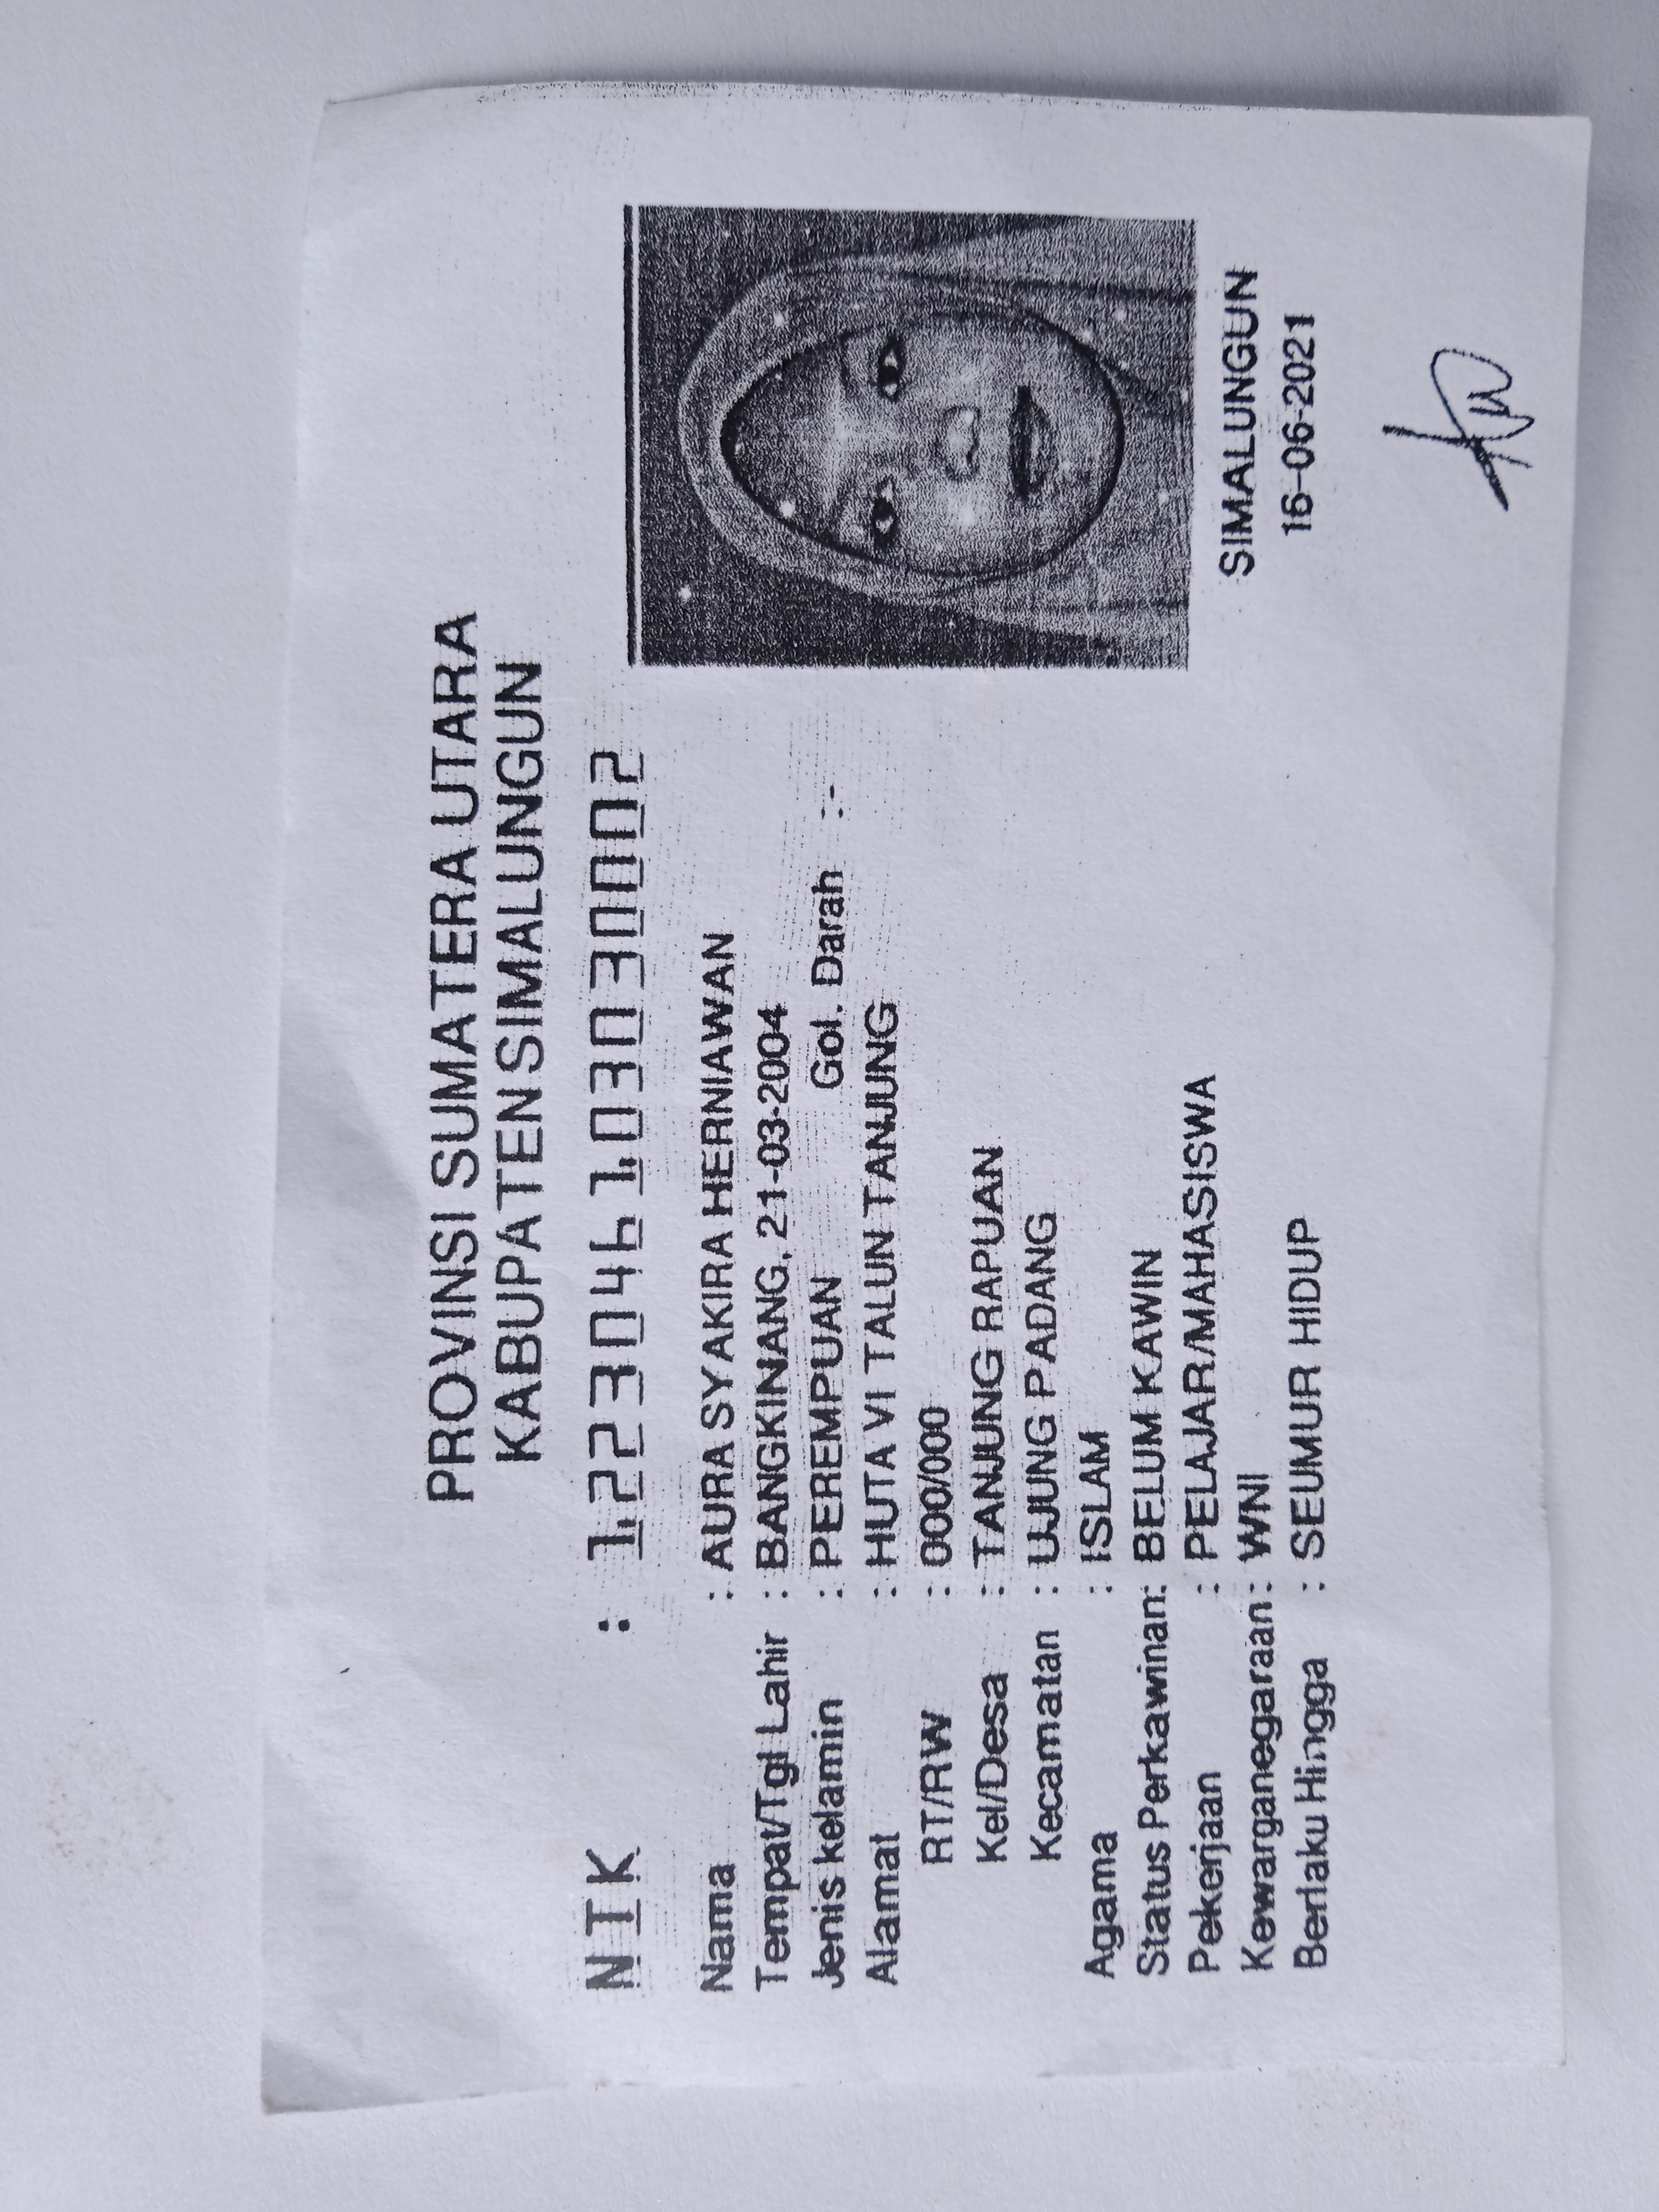 PROVINSI SUMATERA UTARA
KABUPATEN SIMALUNGUN
NIK : 1223046103030002
Nama : AURA SYAKIRA HERNIAWAN
Tempat/Tgl Lahir : BANGKINANG, 21-03-2004
Jenis kelamin : PEREMPUAN Gol. Darah :-
Alamat : HUTA VI TALUN TANJUNG
RT/RW : 000/000
Kel/Desa : TANJUNG RAPUAN
Kecamatan : UJUNG PADANG
Agama : ISLAM
Status Perkawinan: BELUM KAWIN
Pekerjaan : PELAJAR/MAHASISWA
Kewarganegaraan: WNI
Berlaku Hingga : SEUMUR HIDUP
SIMALUNGUN
16-06-2021